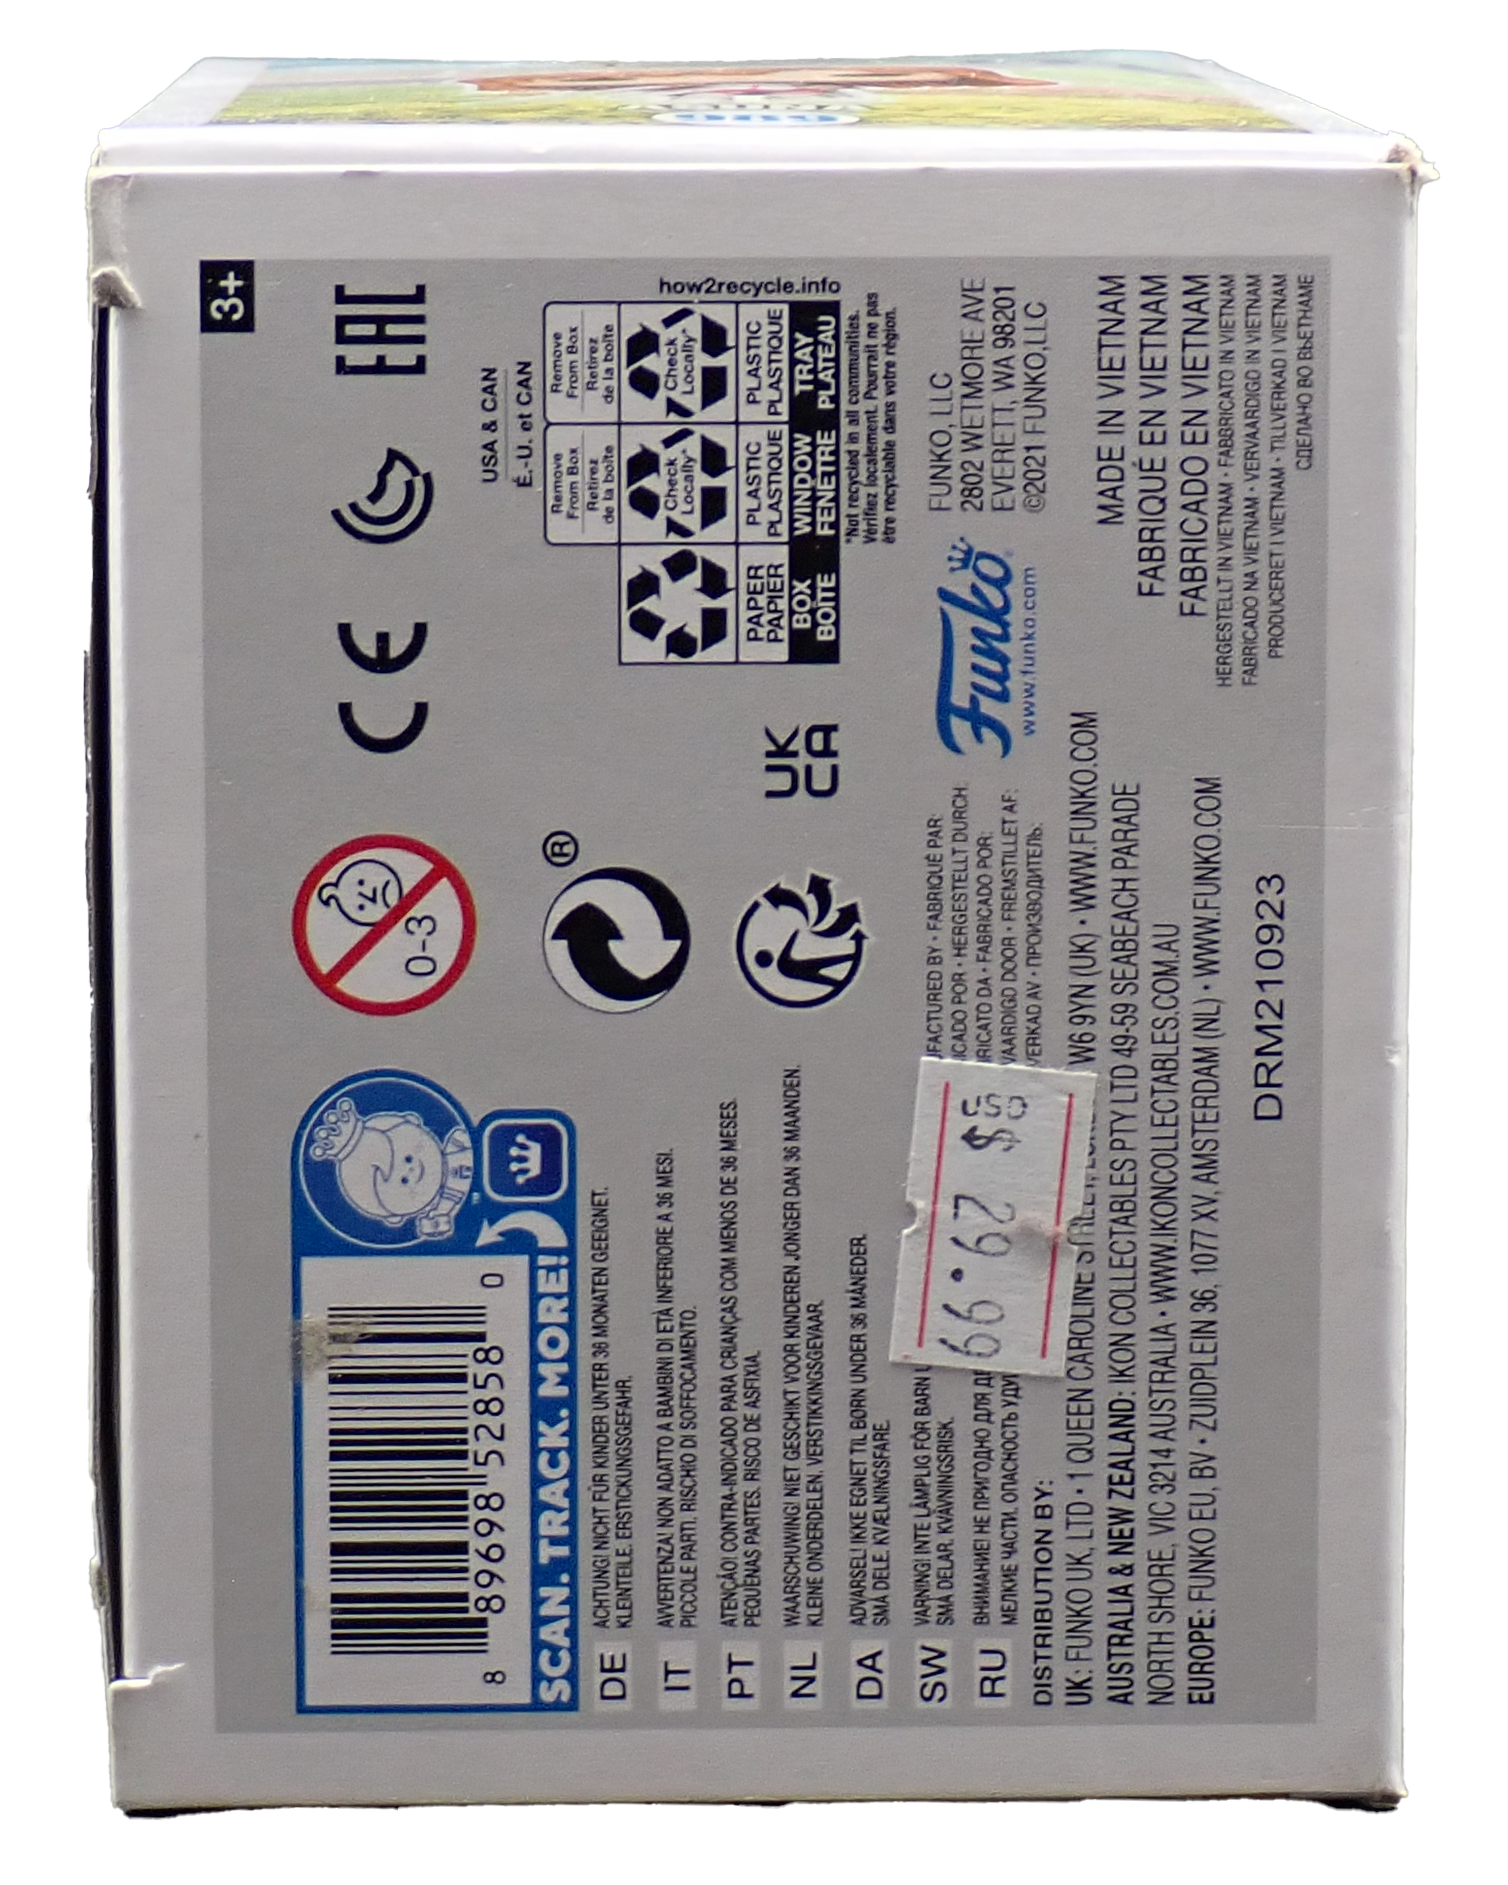 989
3+
8 89698 52858 0
SCAN. TRACK. MORE!
™
0-3
CE
EAC
®
UK
CA
USA & CAN
É.-U. et CAN
Remove
From Box
Retirez
de la boîte
Remove
From Box
Retirez
de la boîte
Check
Locally*
Check
Locally*
PAPER
PAPIER
PLASTIC
PLASTIQUE
PLASTIC
PLASTIQUE
BOX
BOÎTE
WINDOW
FENÊTRE
TRAY
PLATEAU
how2recycle.info
*Not recycled in all communities.
Vérifiez localement. Pourrait ne pas
être recyclable dans votre région.
DE ACHTUNG! NICHT FÜR KINDER UNTER 36 MONATEN GEEIGNET.
KLEINTEILE. ERSTICKUNGSGEFAHR.
IT AVVERTENZA! NON ADATTO A BAMBINI DI ETÀ INFERIORE A 36 MESI.
PICCOLE PARTI. RISCHIO DI SOFFOCAMENTO.
PT ATENÇÃO! CONTRA-INDICADO PARA CRIANÇAS COM MENOS DE 36 MESES.
PEQUENAS PARTES. RISCO DE ASFIXIA.
NL WAARSCHUWING! NIET GESCHIKT VOOR KINDEREN JONGER DAN 36 MAANDEN.
KLEINE ONDERDELEN. VERSTIKKINGSGEVAAR.
DA ADVARSEL! IKKE EGNET TIL BØRN UNDER 36 MÅNEDER.
SMÅ DELE. KVÆLNINGSFARE.
SW VARNING! INTE LÄMPLIG FÖR BARN
SMÅ DELAR. KVÄVNINGSRISK.
RU ВНИМАНИЕ! НЕ ПРИГОДНО ДЛЯ
МЕЛКИЕ ЧАСТИ. ОПАСНОСТЬ
29.99 $
FACTURED BY • FABRIQUÉ PAR:
ICADO POR • HERGESTELLT DURCH:
RICATO DA • FABRICADO POR:
VAARDIGD DOOR • FREMSTILLET AF:
VERKAD AV • ПРОИЗВОДИТЕЛЬ:
Funko
www.funko.com
FUNKO, LLC
2802 WETMORE AVE
EVERETT, WA 98201
©2021 FUNKO, LLC
DISTRIBUTION BY:
UK: FUNKO UK, LTD • 1 QUEEN CAROLINE STREET, W6 9YN (UK) • WWW.FUNKO.COM
AUSTRALIA & NEW ZEALAND: IKON COLLECTABLES PTY LTD 49-59 SEABEACH PARADE
NORTH SHORE, VIC 3214 AUSTRALIA • WWW.IKONCOLLECTABLES.COM.AU
EUROPE: FUNKO EU, BV • ZUIDPLEIN 36, 1077 XV, AMSTERDAM (NL) • WWW.FUNKO.COM
MADE IN VIETNAM
FABRIQUÉ EN VIETNAM
FABRICADO EN VIETNAM
HERGESTELLT IN VIETNAM • FABBRICATO IN VIETNAM
FABRICADO NA VIETNAM • VERVAARDIGD IN VIETNAM
PRODUCERET I VIETNAM • TILLVERKAD I VIETNAM
СДЕЛАНО ВО ВЬЕТНАМЕ
DRM210923